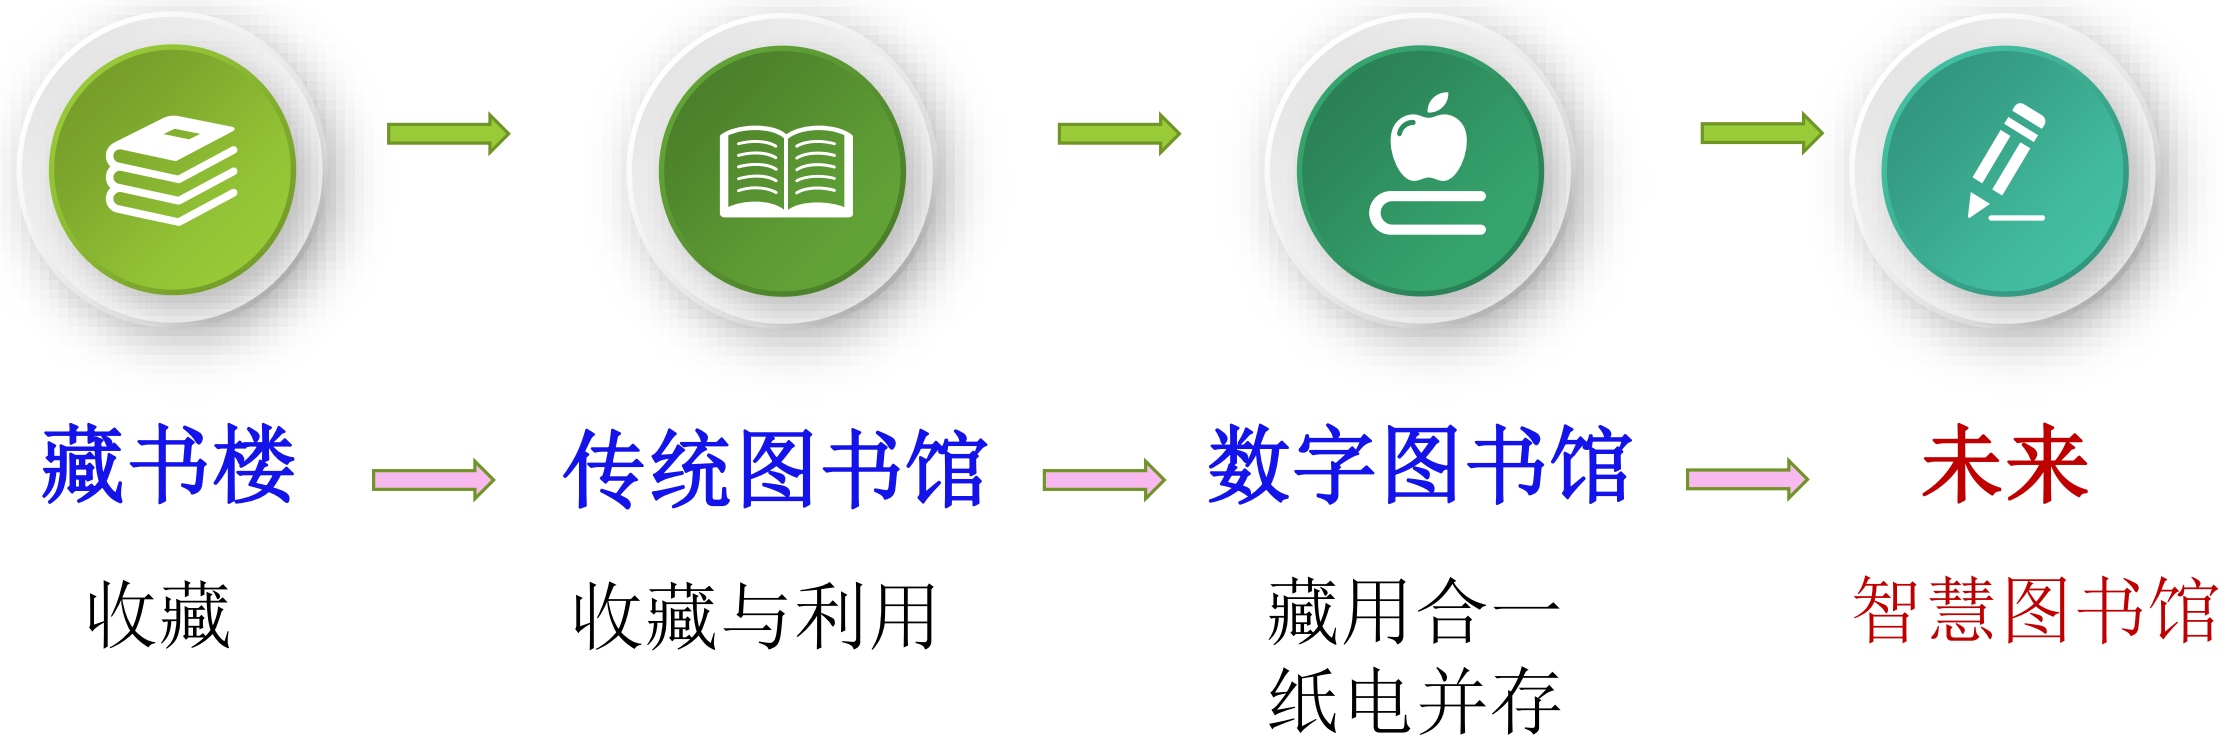 藏书楼
传统图书馆
数字图书馆
未来
收藏
收藏与利用
藏用合一
纸电并存
智慧图书馆